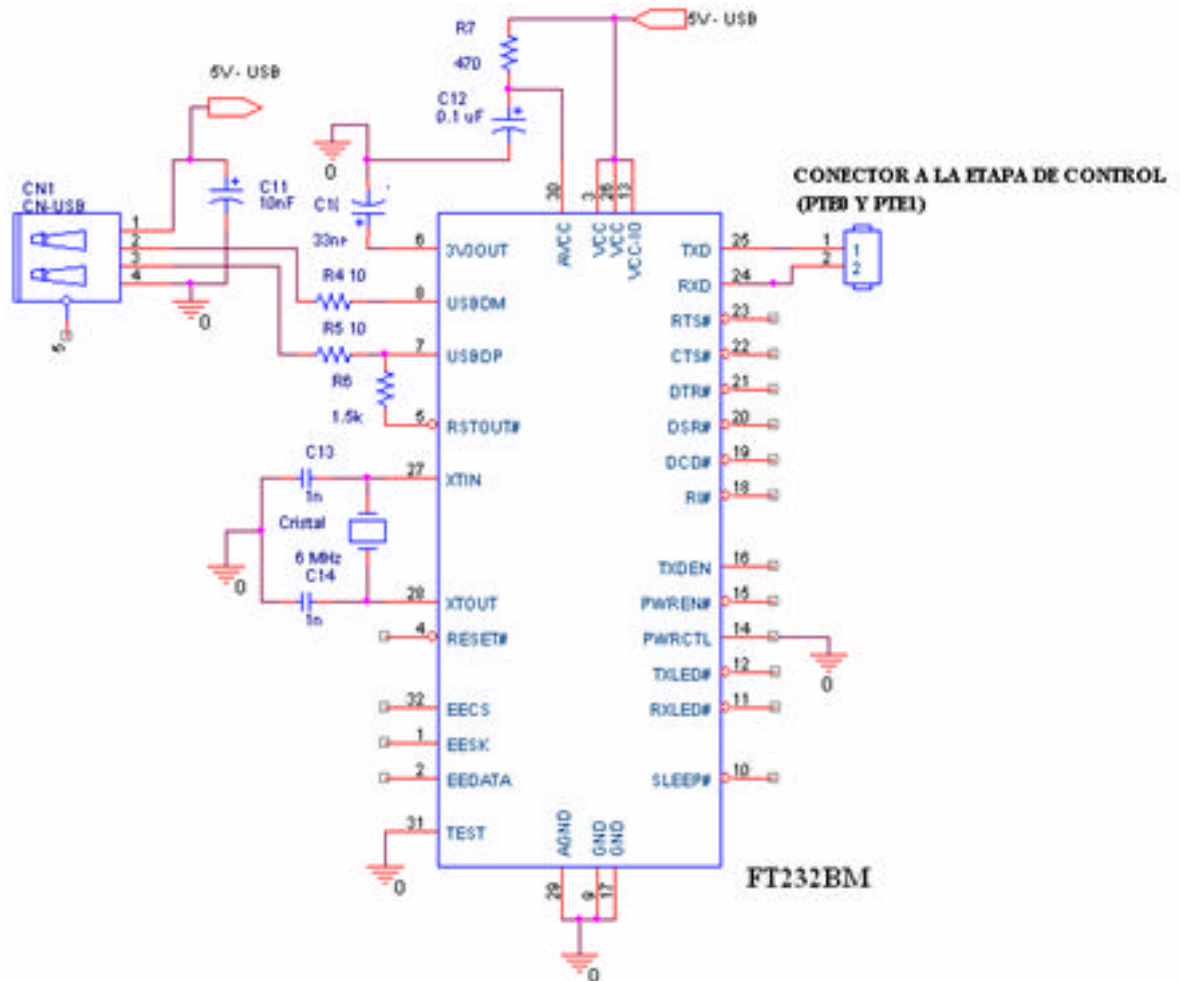 5V- USB
R7
470
5V- USB
C12
0.1 uF
0
CN1
CN-USB
1
2
3
4
5
C11
10nF
0
33n
6
3V3OUT
R4 10
8
USBDM
R5 10
7
USBDP
R6
1.5k
5
RSTOUT#
C13
1n
27
XTIN
Cristal
6 MHz
C14
1n
28
XTOUT
0
4
RESET#
32
EECS
1
EESK
2
EEDATA
31
TEST
0
30
AVCC
3
VCC
26
VCC
13
VCC-IO
CONECTOR A LA ETAPA DE CONTROL
(PTE0 Y PTE1)
TXD
25
1
1
RXD
24
2
2
RTS#
23
CTS#
22
DTR#
21
DSR#
20
DCD#
19
RI#
18
TXDEN
16
PWREN#
15
PWRCTL
14
0
TXLED#
12
RXLED#
11
SLEEP#
10
AGND
29
GND
9
GND
17
0
FT232BM